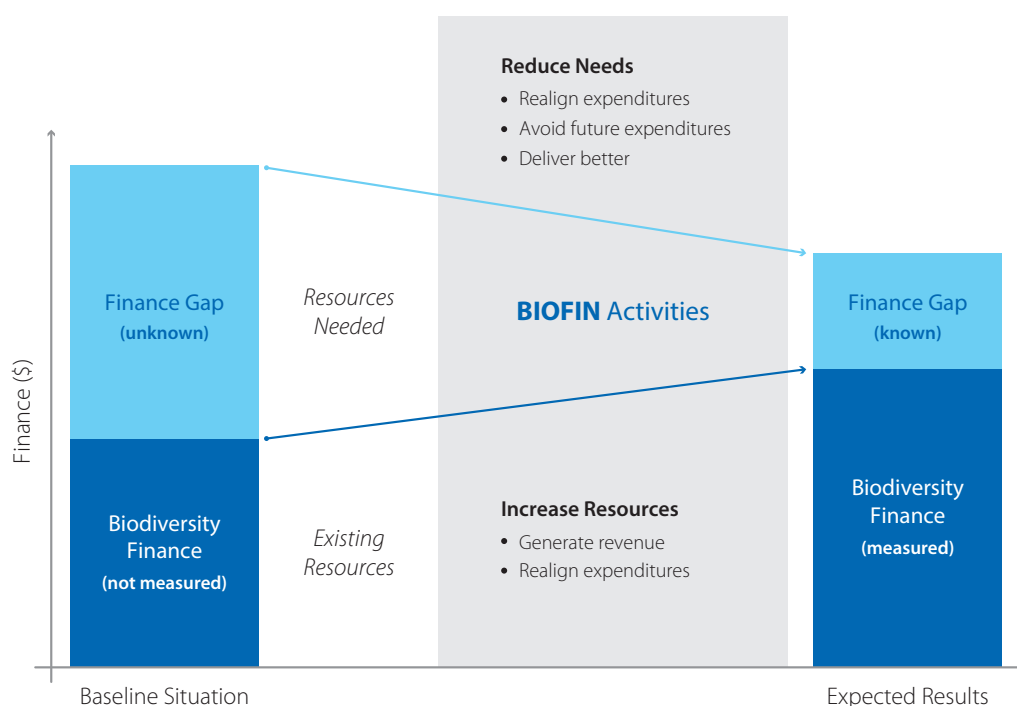 Reduce Needs
• Realign expenditures
• Avoid future expenditures
• Deliver better
Finance ($)
Finance Gap
(unknown)
Resources
Needed
BIOFIN Activities
Finance Gap
(known)
Biodiversity
Finance
(not measured)
Existing
Resources
Increase Resources
• Generate revenue
• Realign expenditures
Biodiversity
Finance
(measured)
Baseline Situation
Expected Results